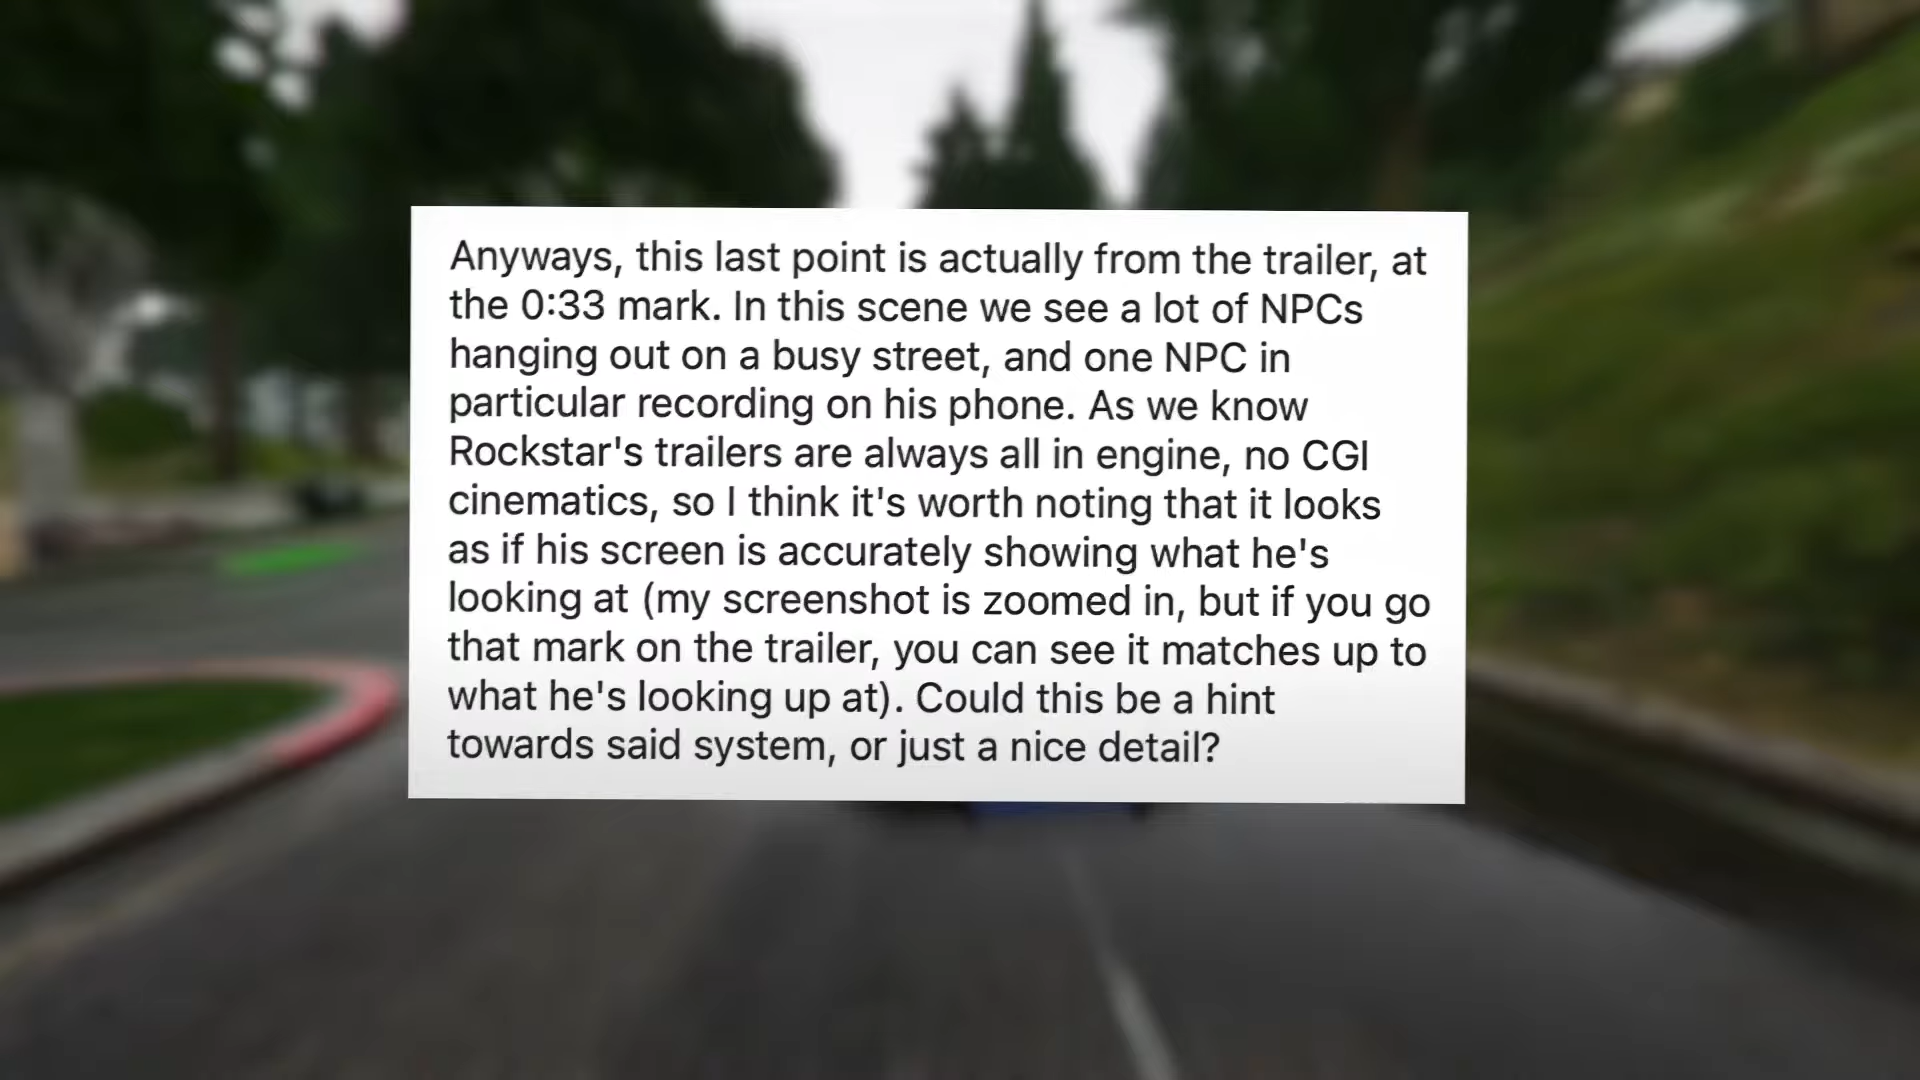 Anyways, this last point is actually from the trailer, at
the 0:33 mark. In this scene we see a lot of NPCs
hanging out on a busy street, and one NPC in
particular recording on his phone. As we know
Rockstar's trailers are always all in engine, no CGI
cinematics, so I think it's worth noting that it looks
as if his screen is accurately showing what he's
looking at (my screenshot is zoomed in, but if you go
that mark on the trailer, you can see it matches up to
what he's looking up at). Could this be a hint
towards said system, or just a nice detail?